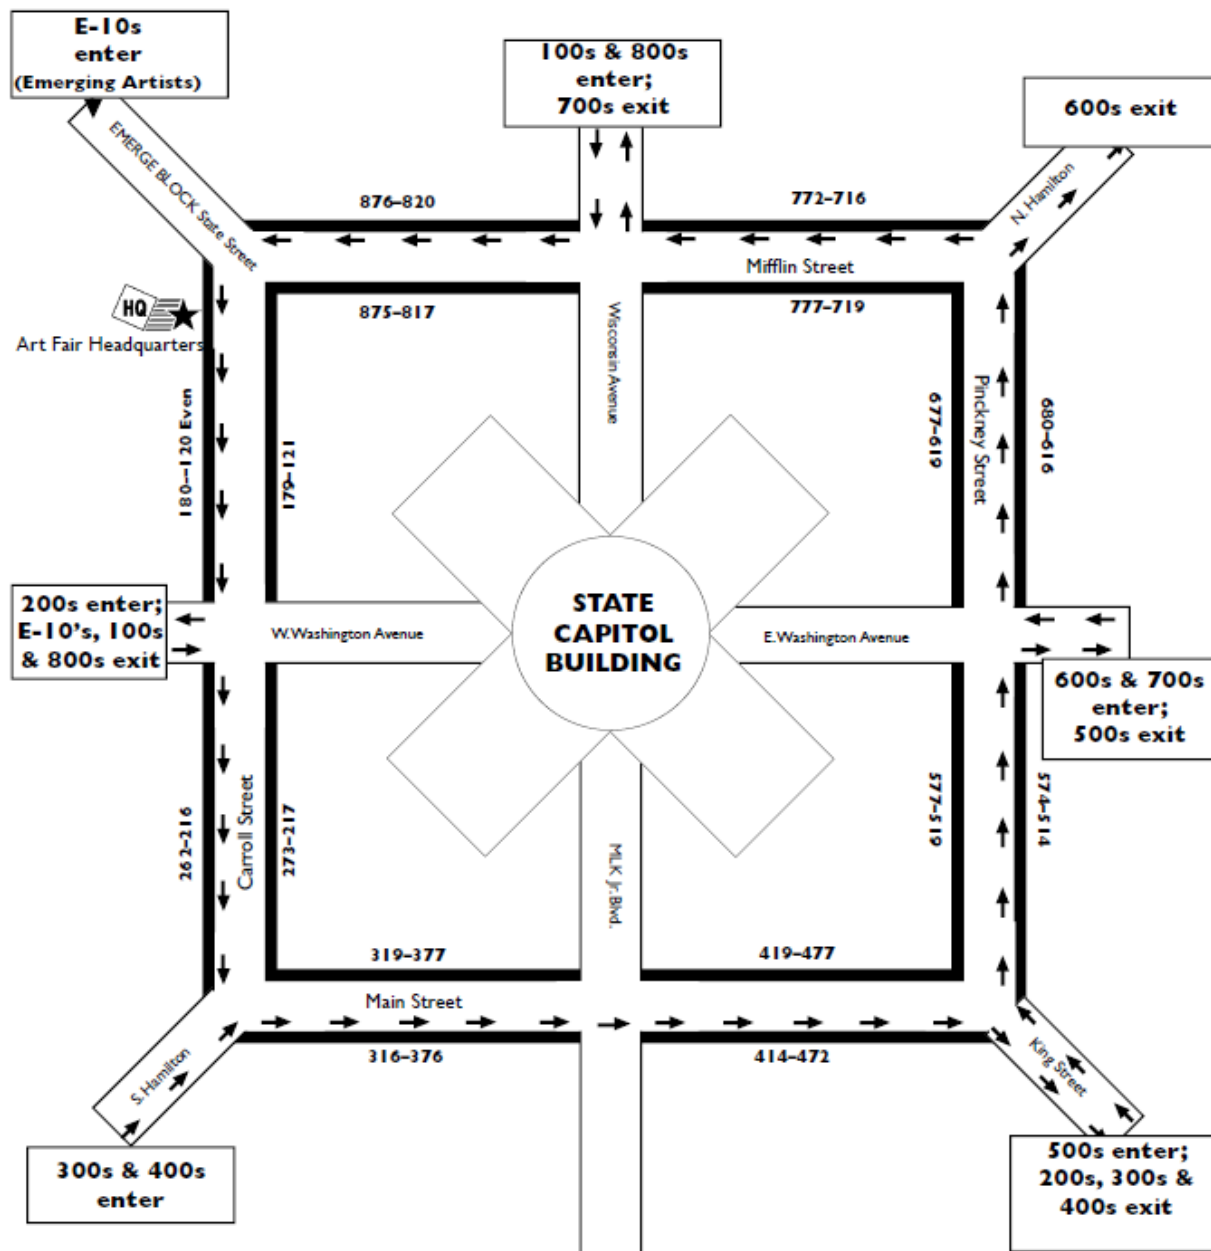 E-10s
enter
(Emerging Artists)
100s & 800s
enter;
700s exit
600s exit
EMERGE BLOCK State Street
N. Hamilton
876–820
772–716
Mifflin Street
875–817
777–719
HQ
Art Fair Headquarters
Wisconsin Avenue
Pinckney Street
180--120 Even
179–121
677–619
680–616
200s enter;
E-10's, 100s
& 800s exit
W. Washington Avenue
STATE
CAPITOL
BUILDING
E. Washington Avenue
600s & 700s
enter;
500s exit
262–216
Carroll Street
273–217
MLK Jr. Blvd.
577–519
574–514
319–377
419–477
Main Street
316–376
414–472
S. Hamilton
King Street
300s & 400s
enter
500s enter;
200s, 300s &
400s exit